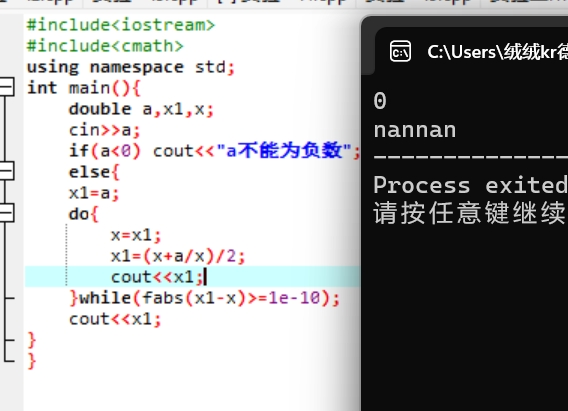 #include<iostream>
#include<cmath>
using namespace std;
int main(){
double a,x1,x;
cin>>a;
if(a<0) cout<<"a不能为负数";
else{
x1=a;
do{
x=x1;
x1=(x+a/x)/2;
cout<<x1;
}while(fabs(x1-x)>=1e-10);
cout<<x1;
}
}
C:\Users\绒绒kr
0
nannan
--------------
Process exited
请按任意键继续